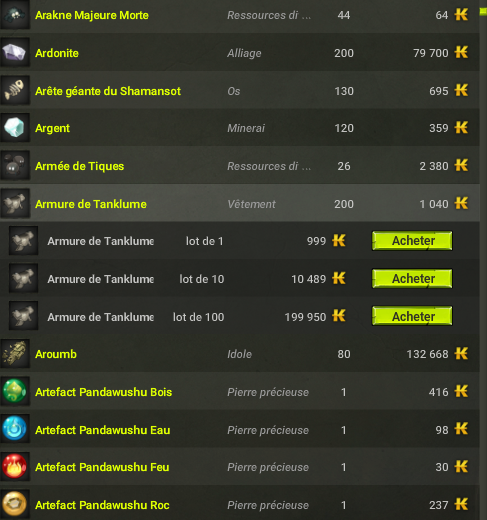 Arakne Majeure Morte Ressources di ... 44 64
Ardonite Alliage 200 79 700
Arête géante du Shamansot Os 130 695
Argent Minerai 120 359
Armée de Tiques Ressources di ... 26 2 380
Armure de Tanklume Vêtement 200 1 040
Armure de Tanklume lot de 1 999 Acheter
Armure de Tanklume lot de 10 10 489 Acheter
Armure de Tanklume lot de 100 199 950 Acheter
Aroumb Idole 80 132 668
Artefact Pandawushu Bois Pierre précieuse 1 416
Artefact Pandawushu Eau Pierre précieuse 1 98
Artefact Pandawushu Feu Pierre précieuse 1 30
Artefact Pandawushu Roc Pierre précieuse 1 237